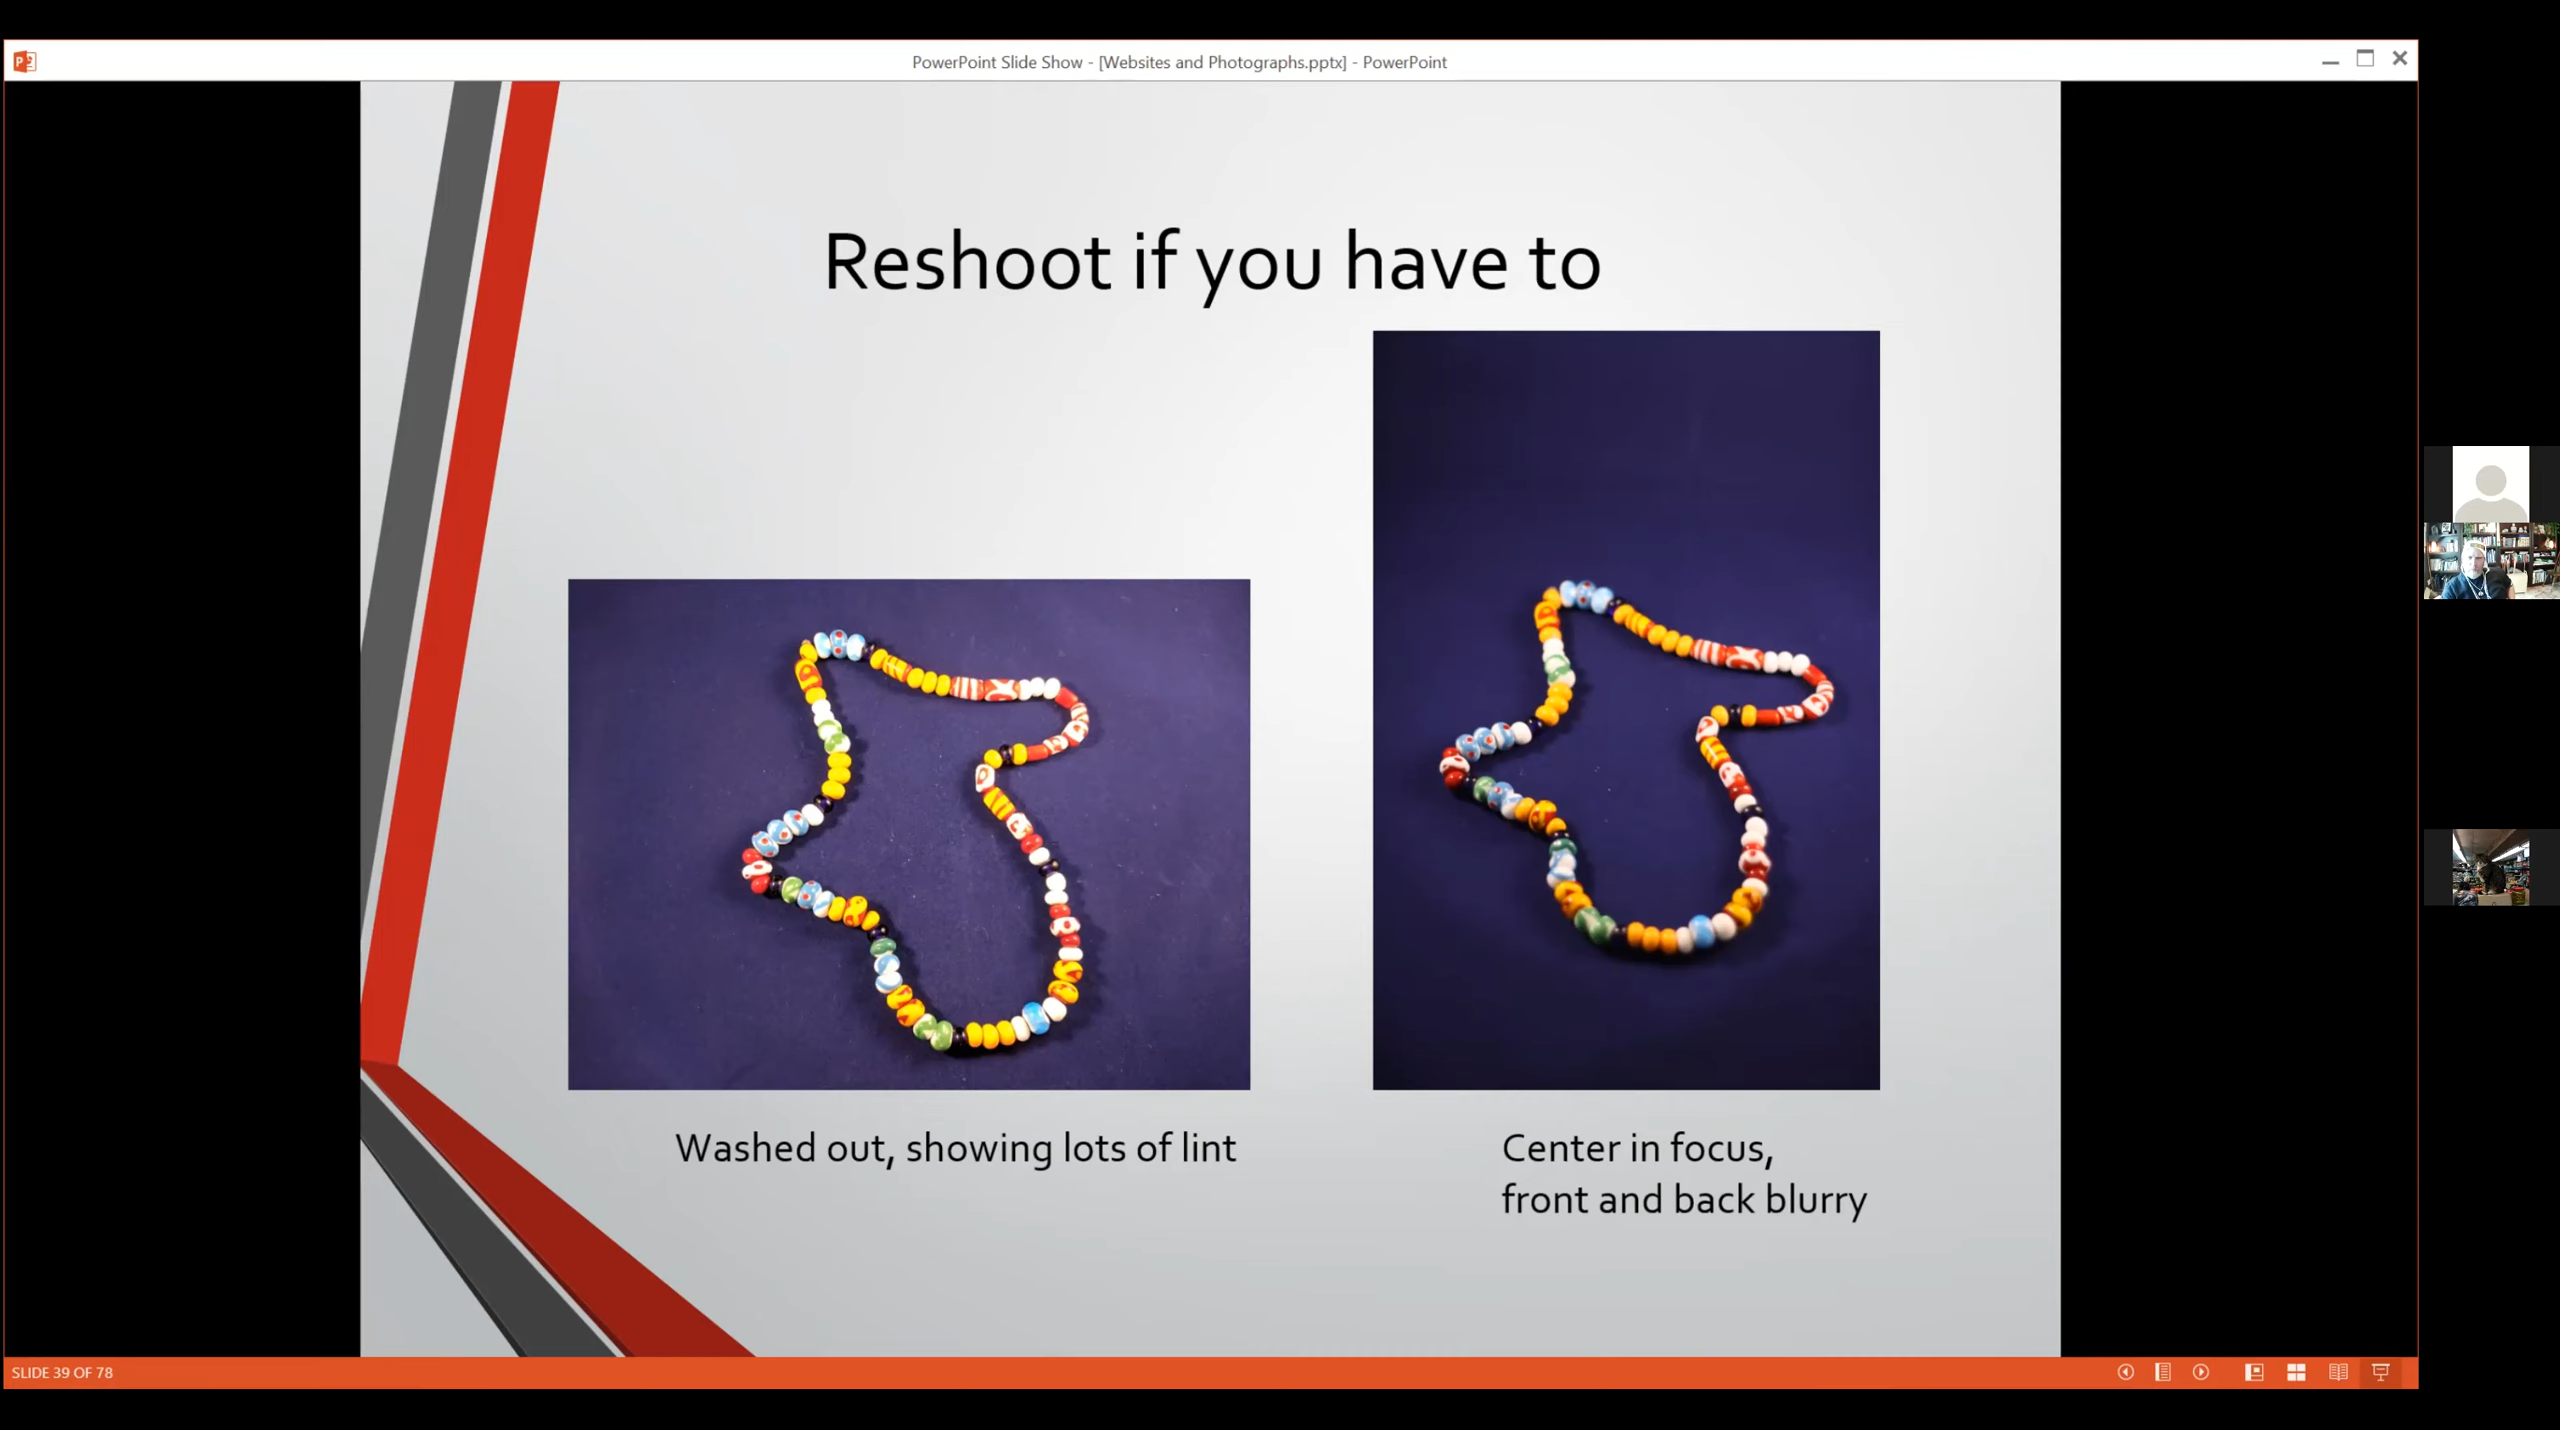 PowerPoint Slide Show - [Websites and Photographs.pptx] - PowerPoint
Reshoot if you have to
Washed out, showing lots of lint
Center in focus,
front and back blurry
SLIDE 39 OF 78